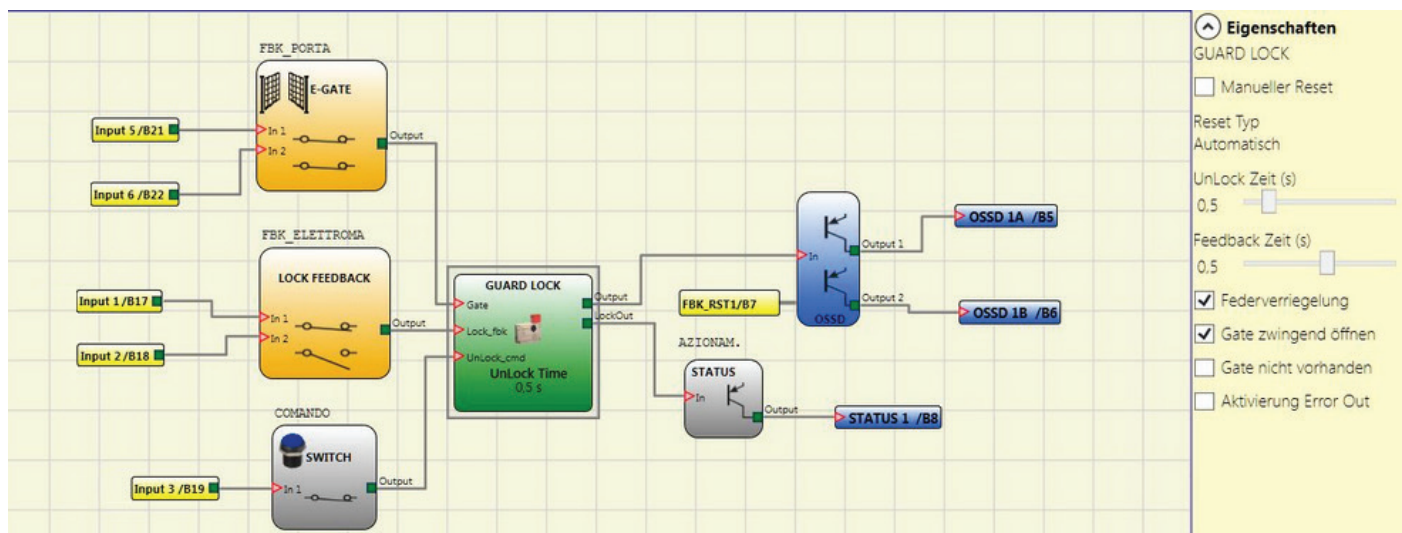 FBK_PORTA
E-GATE
Input 5 /B21
In 1
In 2
Output
Input 6 /B22
FBK_ELETTROMA
LOCK FEEDBACK
Input 1 /B17
In 1
In 2
Output
Input 2 /B18
COMANDO
SWITCH
Input 3 /B19
In 1
Output
GUARD LOCK
Gate
Lock_fbk
UnLock_cmd
Output
LockOut
UnLock Time
0,5 s
FBK_RST1/B7
In
Output 1
Output 2
OSSD
OSSD 1A /B5
OSSD 1B /B6
AZIONAM.
STATUS
In
Output
STATUS 1 /B8
Eigenschaften
GUARD LOCK
Manueller Reset
Reset Typ
Automatisch
UnLock Zeit (s)
0,5
Feedback Zeit (s)
0,5
Federverriegelung
Gate zwingend öffnen
Gate nicht vorhanden
Aktivierung Error Out